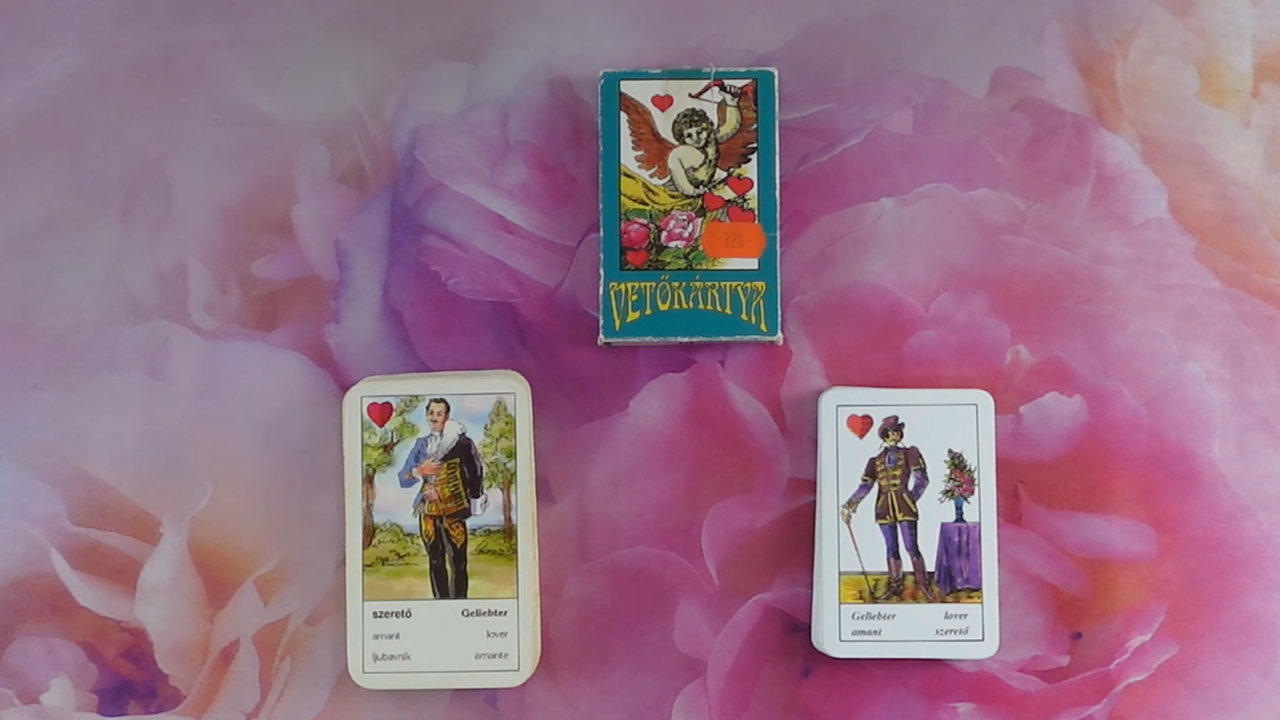 VETŐKÁRTYA
szerető Geliebter
amant lover
ljubavnik amante
Geliebter lover
amant szerető